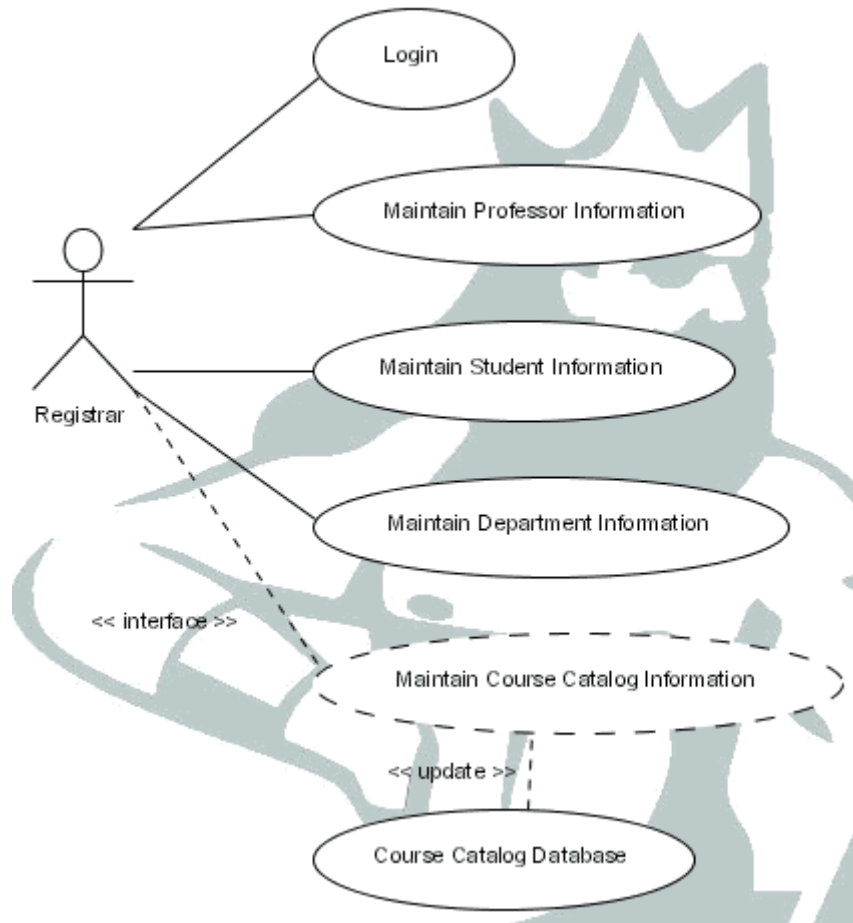 Login
Maintain Professor Information
Maintain Student Information
Registrar
Maintain Department Information
<< interface >>
Maintain Course Catalog Information
<< update >>
Course Catalog Database